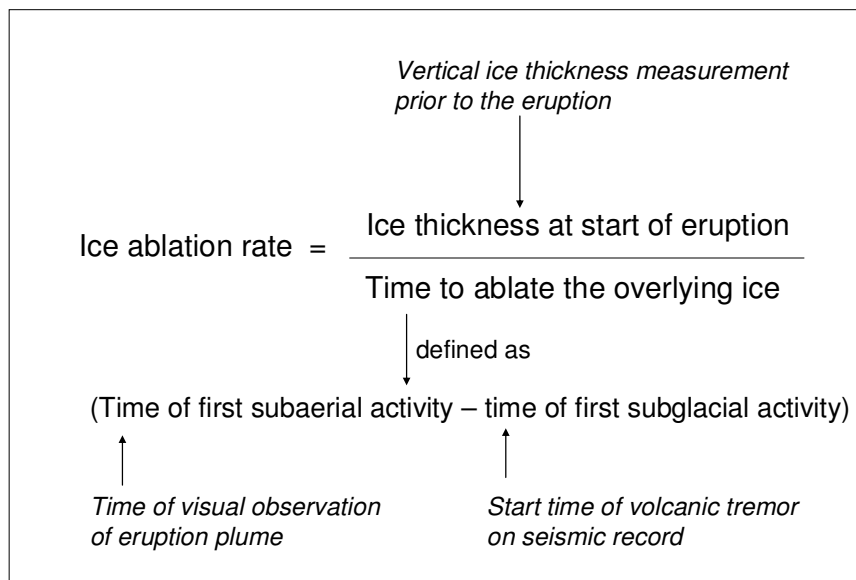 Vertical ice thickness measurement
prior to the eruption
Ice thickness at start of eruption
Ice ablation rate =
Time to ablate the overlying ice
defined as
(Time of first subaerial activity – time of first subglacial activity)
Time of visual observation
of eruption plume
Start time of volcanic tremor
on seismic record